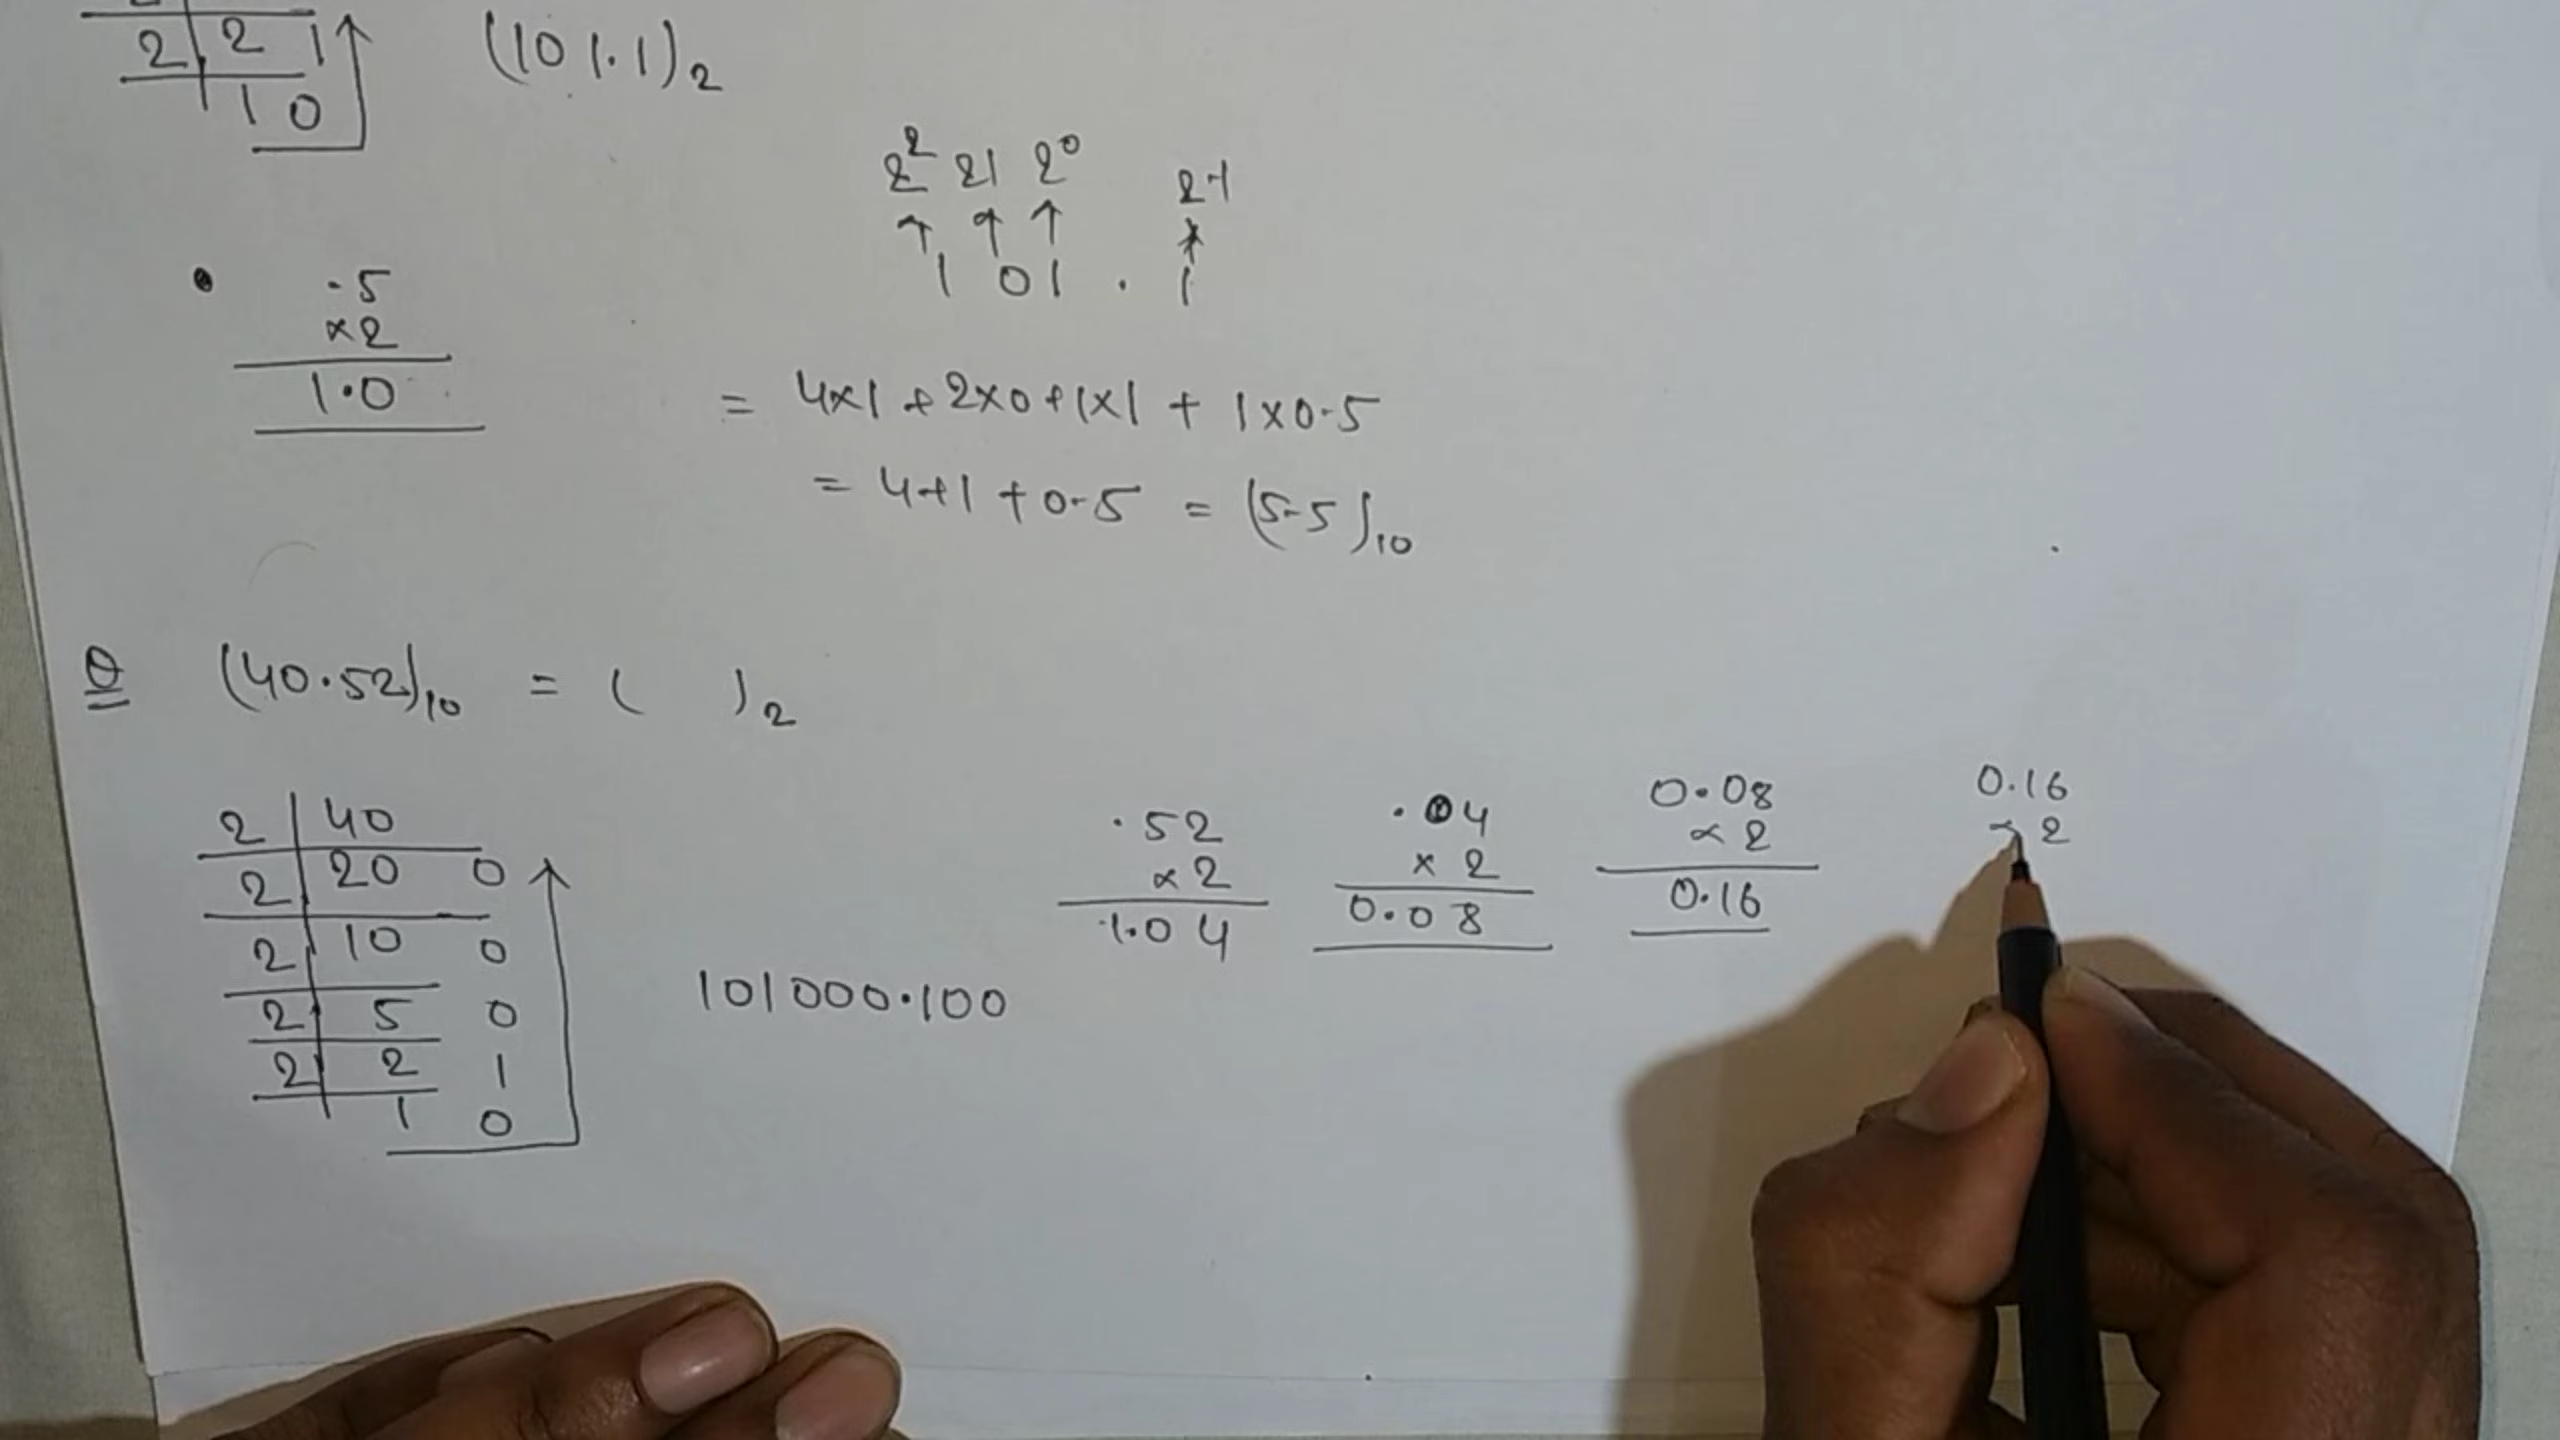 2 2 1
1 0
(101.1)₂
2² 2¹ 2⁰ 2⁻¹
↑ ↑ ↑ ↑
1 0 1 . 1
.5
×2
1.0
= 4×1 + 2×0 + 1×1 + 1×0.5
= 4+1+0.5 = (5.5)₁₀
Q (40.52)₁₀ = ( )₂
2 40
2 20 0
2 10 0
2 5 0
2 2 1
1 0
101000.100
.52
×2
1.04
.04
×2
0.08
0.08
×2
0.16
0.16
×2